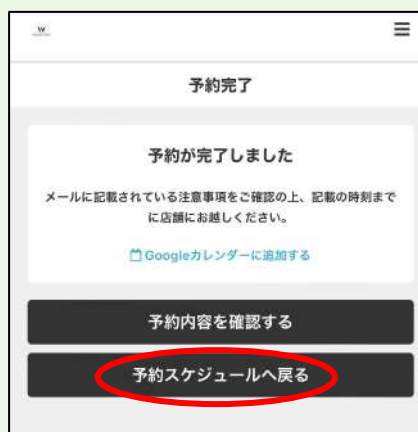 W
予約完了
予約が完了しました
メールに記載されている注意事項をご確認の上、記載の時刻まで
に店舗にお越しください。
Googleカレンダーに追加する
予約内容を確認する
予約スケジュールへ戻る